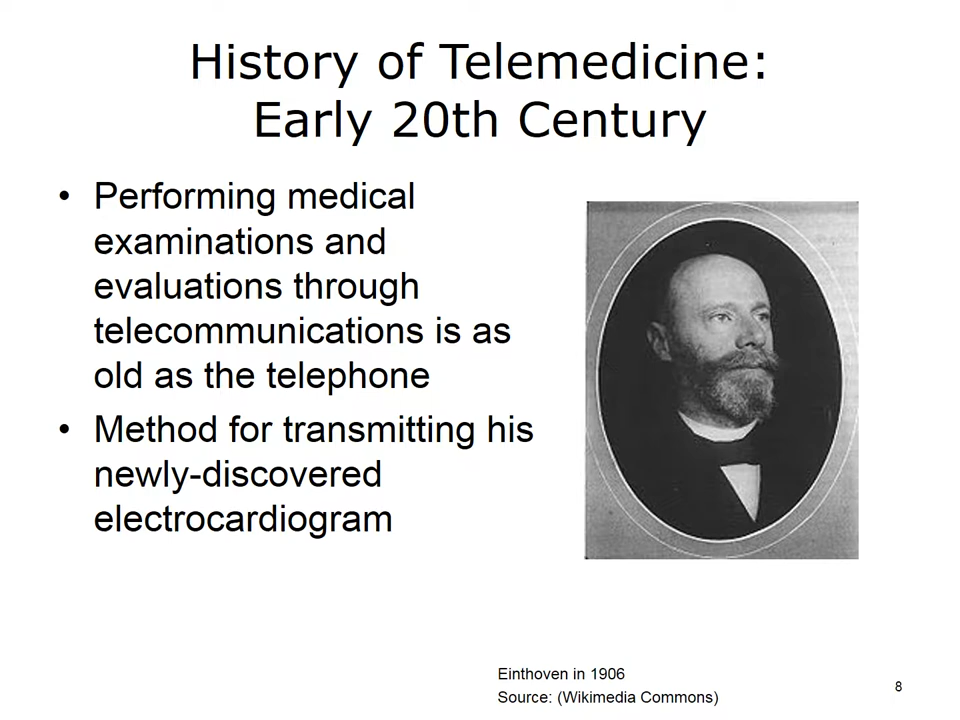 History of Telemedicine:
Early 20th Century
• Performing medical
examinations and
evaluations through
telecommunications is as
old as the telephone
• Method for transmitting his
newly-discovered
electrocardiogram
Einthoven in 1906
Source: (Wikimedia Commons)
8